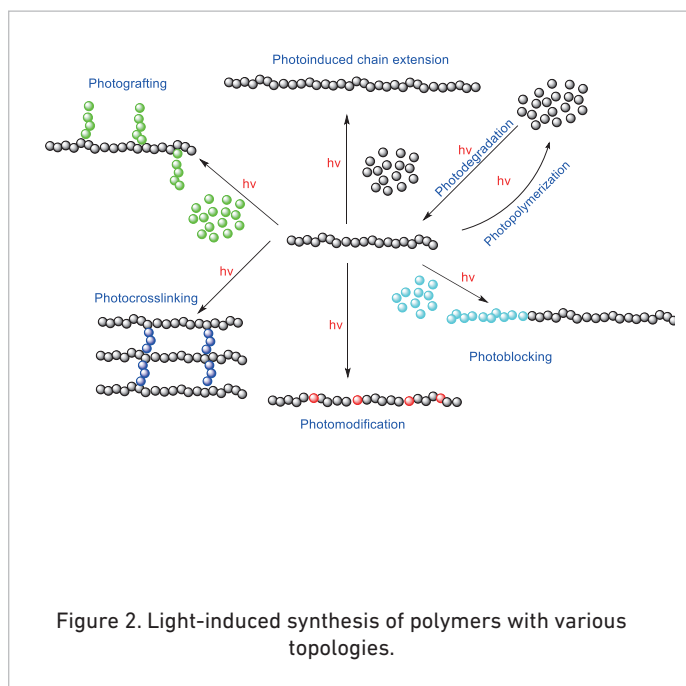 Photoinduced chain extension
Photografting
hv
hv
hv
Photodegradation
hv
Photopolymerization
hv
Photocrosslinking
hv
Photoblocking
hv
Photomodification
Figure 2. Light-induced synthesis of polymers with various
topologies.